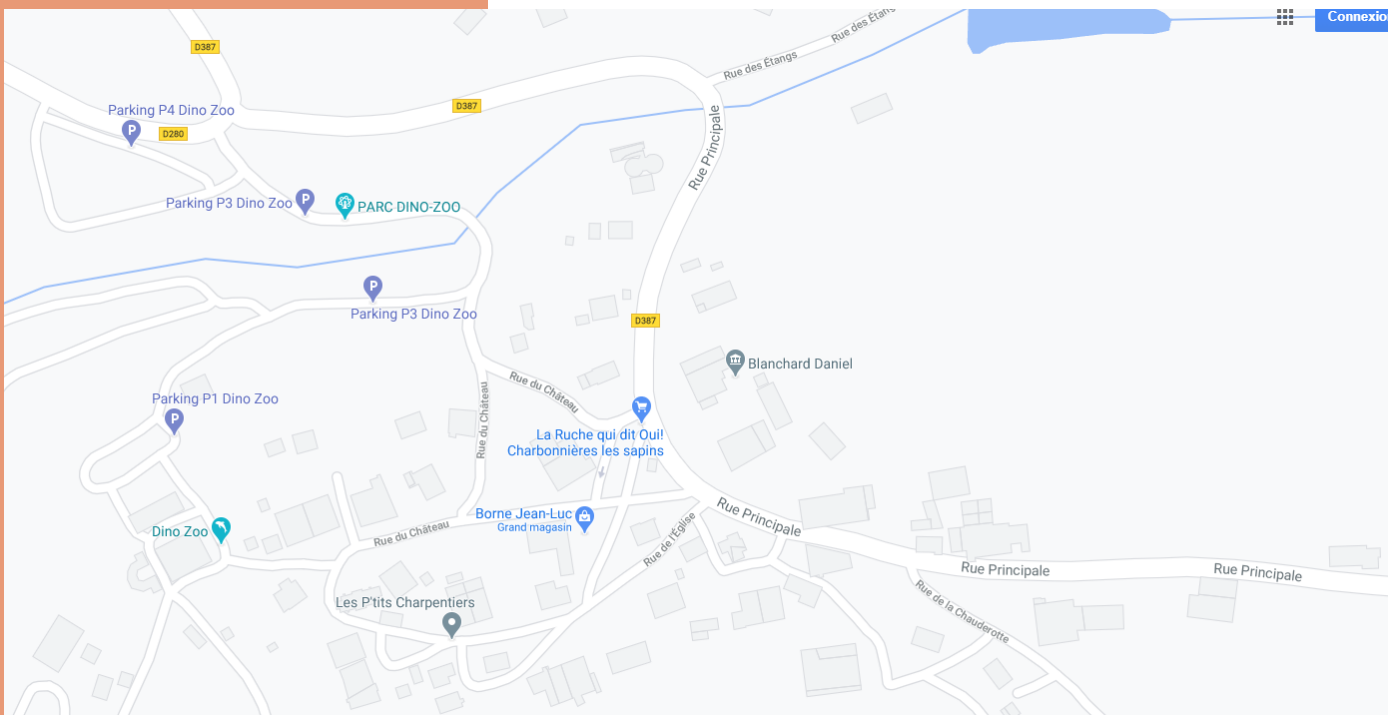 Connexio
Rue des Étangs
D387
Rue des Étangs
Parking P4 Dino Zoo
P
D387
D280
Rue Principale
Parking P3 Dino Zoo
P
PARC DINO-ZOO
P
Parking P3 Dino Zoo
D387
Blanchard Daniel
Rue du Château
Parking P1 Dino Zoo
P
Rue du Château
La Ruche qui dit Oui!
Charbonnières les sapins
Borne Jean-Luc
Grand magasin
Rue Principale
Dino Zoo
Rue du Château
Rue de l'Église
Rue Principale
Rue Principale
Les P'tits Charpentiers
Rue de la Chauderotte